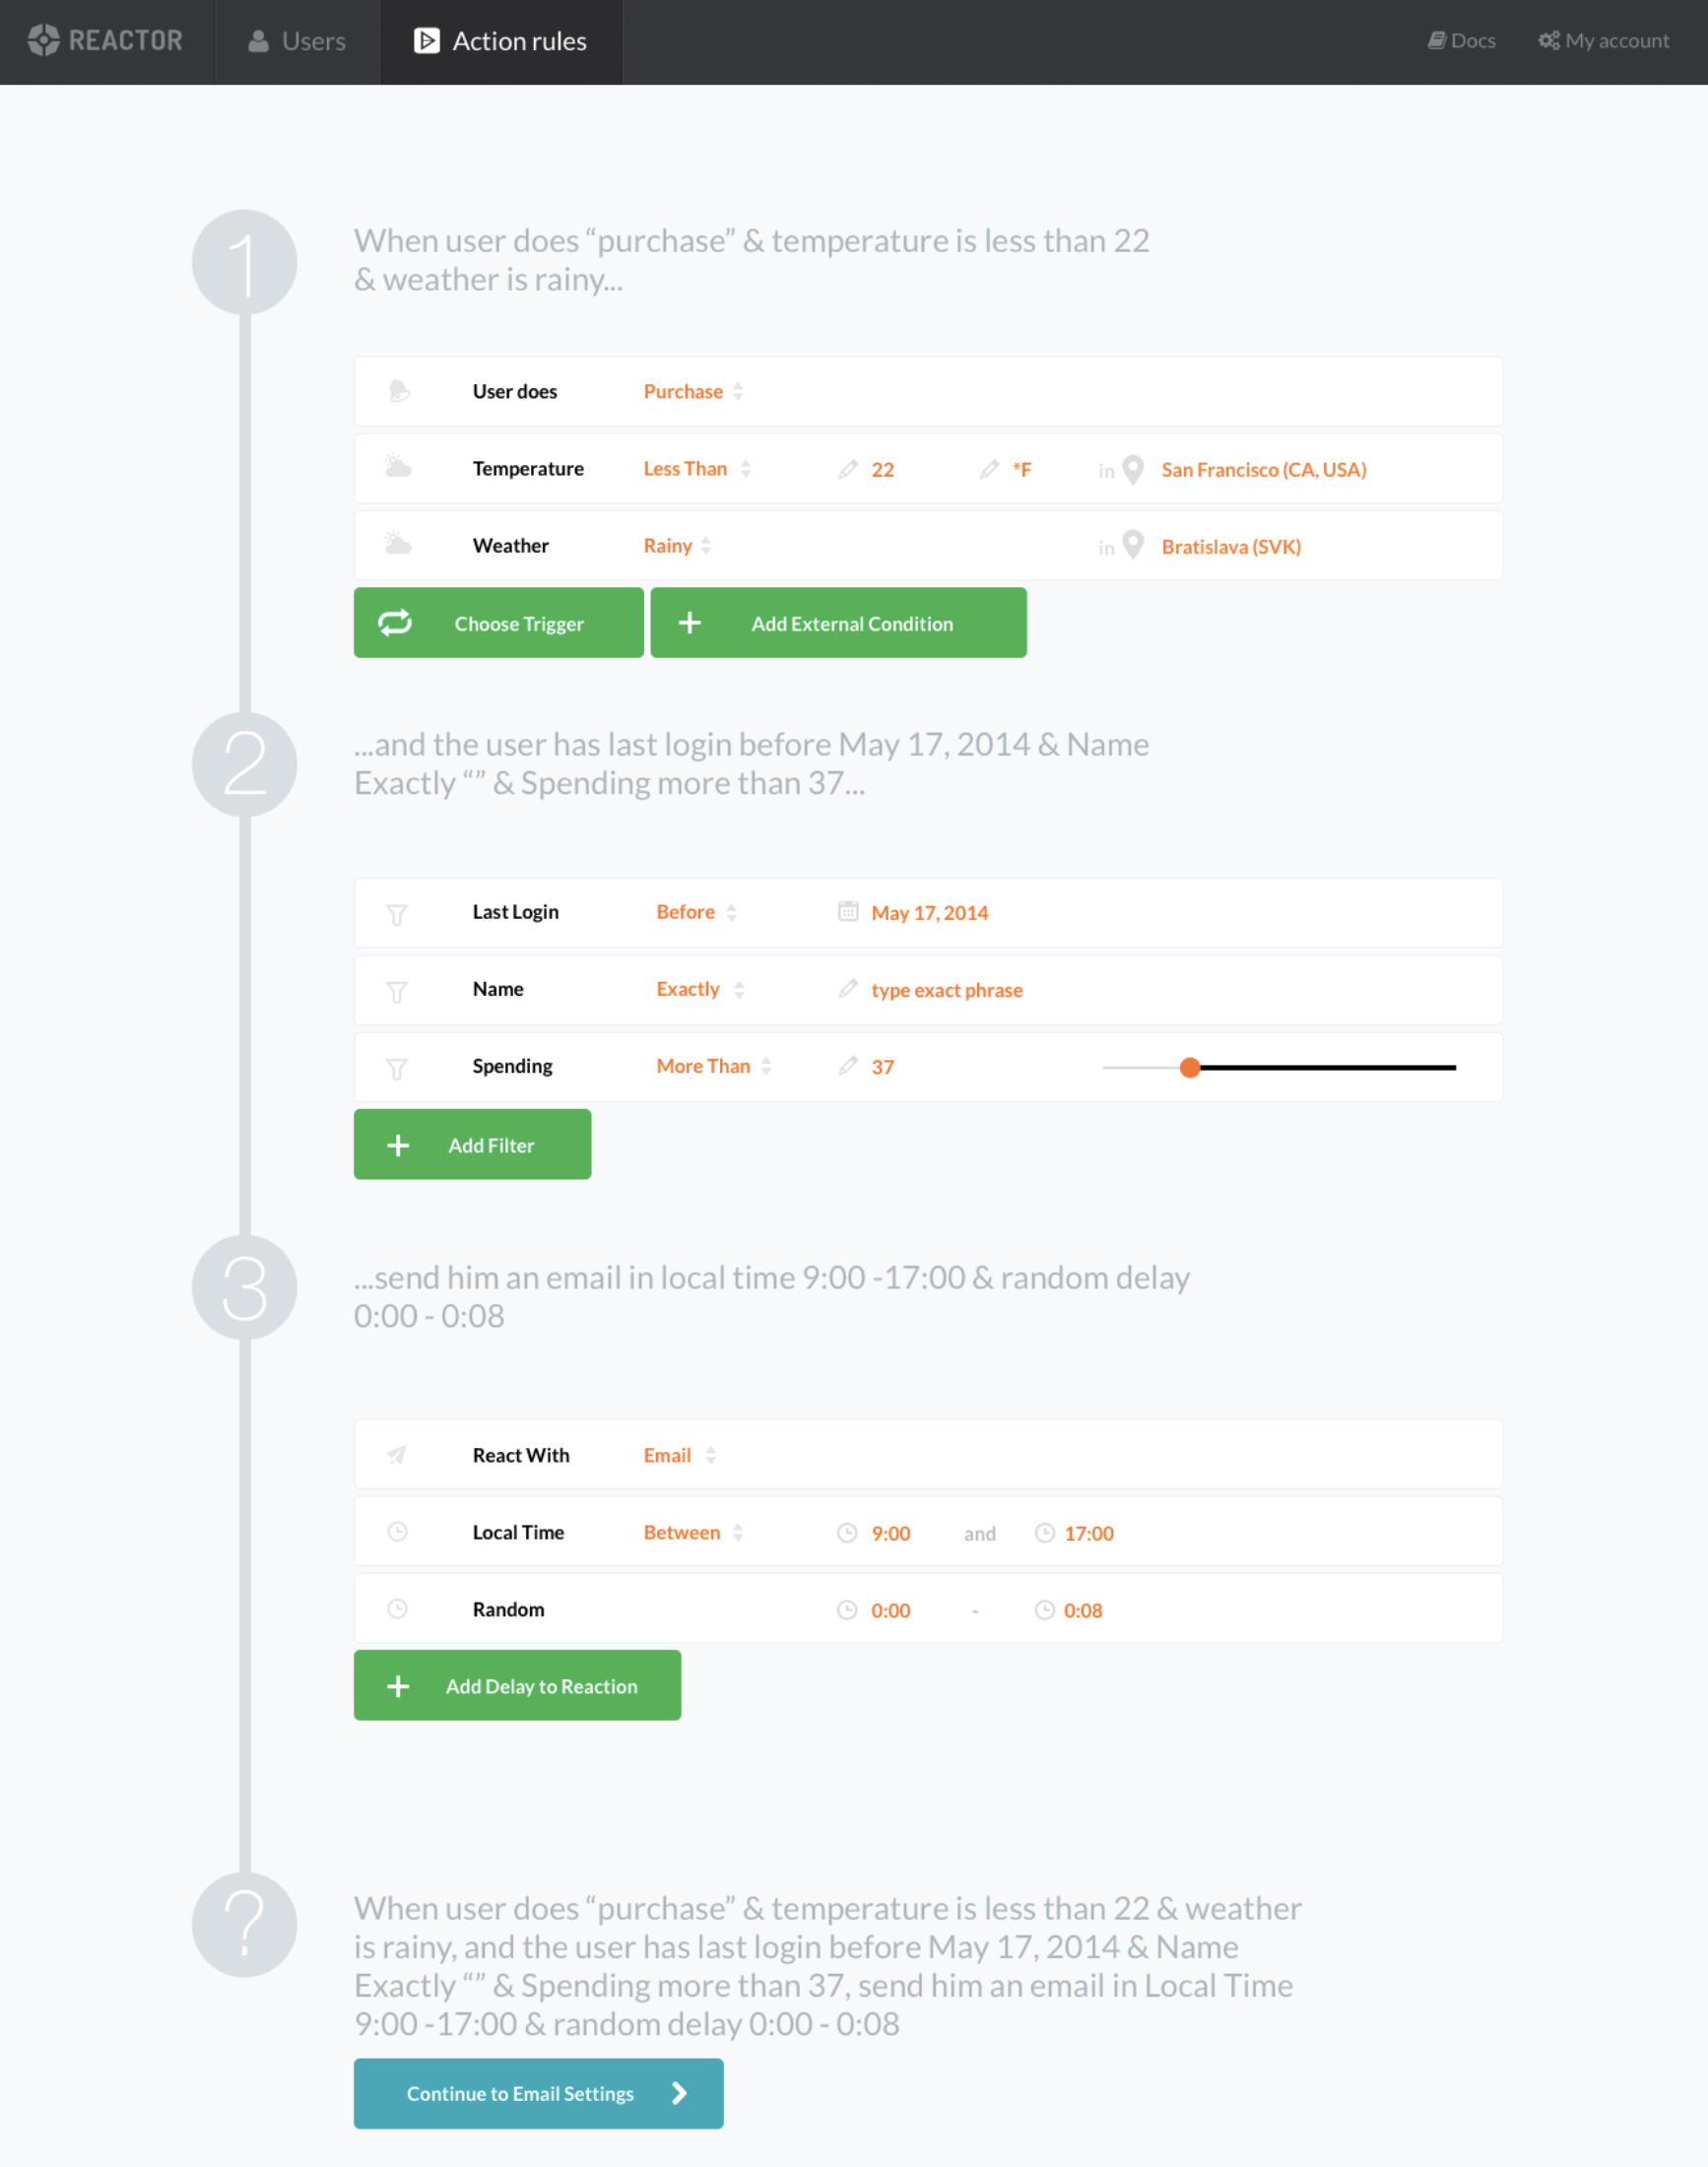 REACTOR Users Action rules Docs My account
1
When user does “purchase” & temperature is less than 22
& weather is rainy...
User does Purchase
Temperature Less Than 22 *F in San Francisco (CA, USA)
Weather Rainy in Bratislava (SVK)
Choose Trigger Add External Condition
2
...and the user has last login before May 17, 2014 & Name
Exactly “” & Spending more than 37...
Last Login Before May 17, 2014
Name Exactly type exact phrase
Spending More Than 37
Add Filter
3
...send him an email in local time 9:00 -17:00 & random delay
0:00 - 0:08
React With Email
Local Time Between 9:00 and 17:00
Random 0:00 - 0:08
Add Delay to Reaction
?
When user does “purchase” & temperature is less than 22 & weather
is rainy, and the user has last login before May 17, 2014 & Name
Exactly “” & Spending more than 37, send him an email in Local Time
9:00 -17:00 & random delay 0:00 - 0:08
Continue to Email Settings